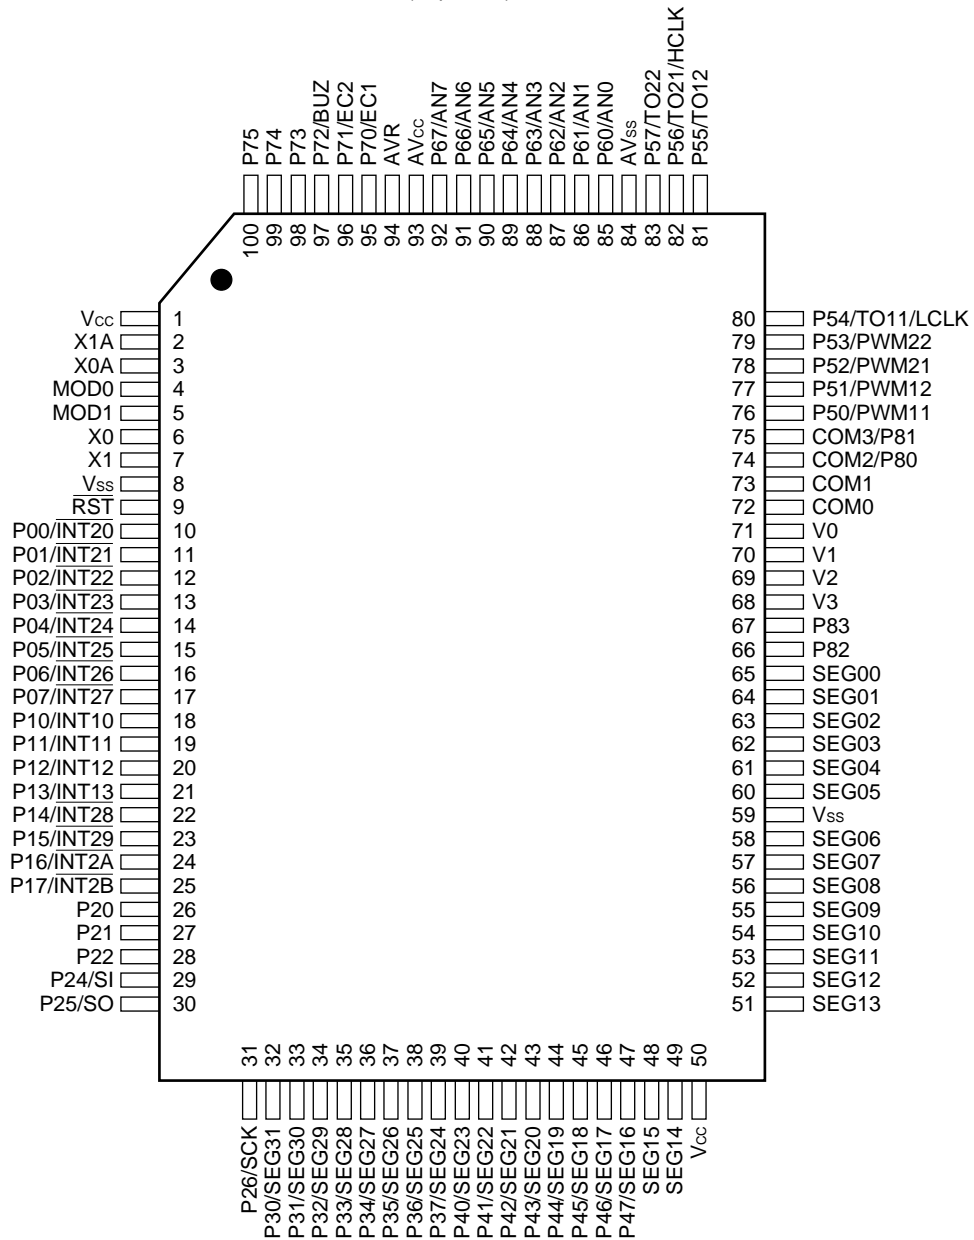 P75
P74
P73
P72/BUZ
P71/EC2
P70/EC1
AVR
AVcc
P67/AN7
P66/AN6
P65/AN5
P64/AN4
P63/AN3
P62/AN2
P61/AN1
P60/AN0
AVss
P57/TO22
P56/TO21/HCLK
P55/TO12
100
99
98
97
96
95
94
93
92
91
90
89
88
87
86
85
84
83
82
81
Vcc 1
X1A 2
X0A 3
MOD0 4
MOD1 5
X0 6
X1 7
Vss 8
RST 9
P00/INT20 10
P01/INT21 11
P02/INT22 12
P03/INT23 13
P04/INT24 14
P05/INT25 15
P06/INT26 16
P07/INT27 17
P10/INT10 18
P11/INT11 19
P12/INT12 20
P13/INT13 21
P14/INT28 22
P15/INT29 23
P16/INT2A 24
P17/INT2B 25
P20 26
P21 27
P22 28
P24/SI 29
P25/SO 30
80 P54/TO11/LCLK
79 P53/PWM22
78 P52/PWM21
77 P51/PWM12
76 P50/PWM11
75 COM3/P81
74 COM2/P80
73 COM1
72 COM0
71 V0
70 V1
69 V2
68 V3
67 P83
66 P82
65 SEG00
64 SEG01
63 SEG02
62 SEG03
61 SEG04
60 SEG05
59 Vss
58 SEG06
57 SEG07
56 SEG08
55 SEG09
54 SEG10
53 SEG11
52 SEG12
51 SEG13
31
32
33
34
35
36
37
38
39
40
41
42
43
44
45
46
47
48
49
50
P26/SCK
P30/SEG31
P31/SEG30
P32/SEG29
P33/SEG28
P34/SEG27
P35/SEG26
P36/SEG25
P37/SEG24
P40/SEG23
P41/SEG22
P42/SEG21
P43/SEG20
P44/SEG19
P45/SEG18
P46/SEG17
P47/SEG16
SEG15
SEG14
Vcc